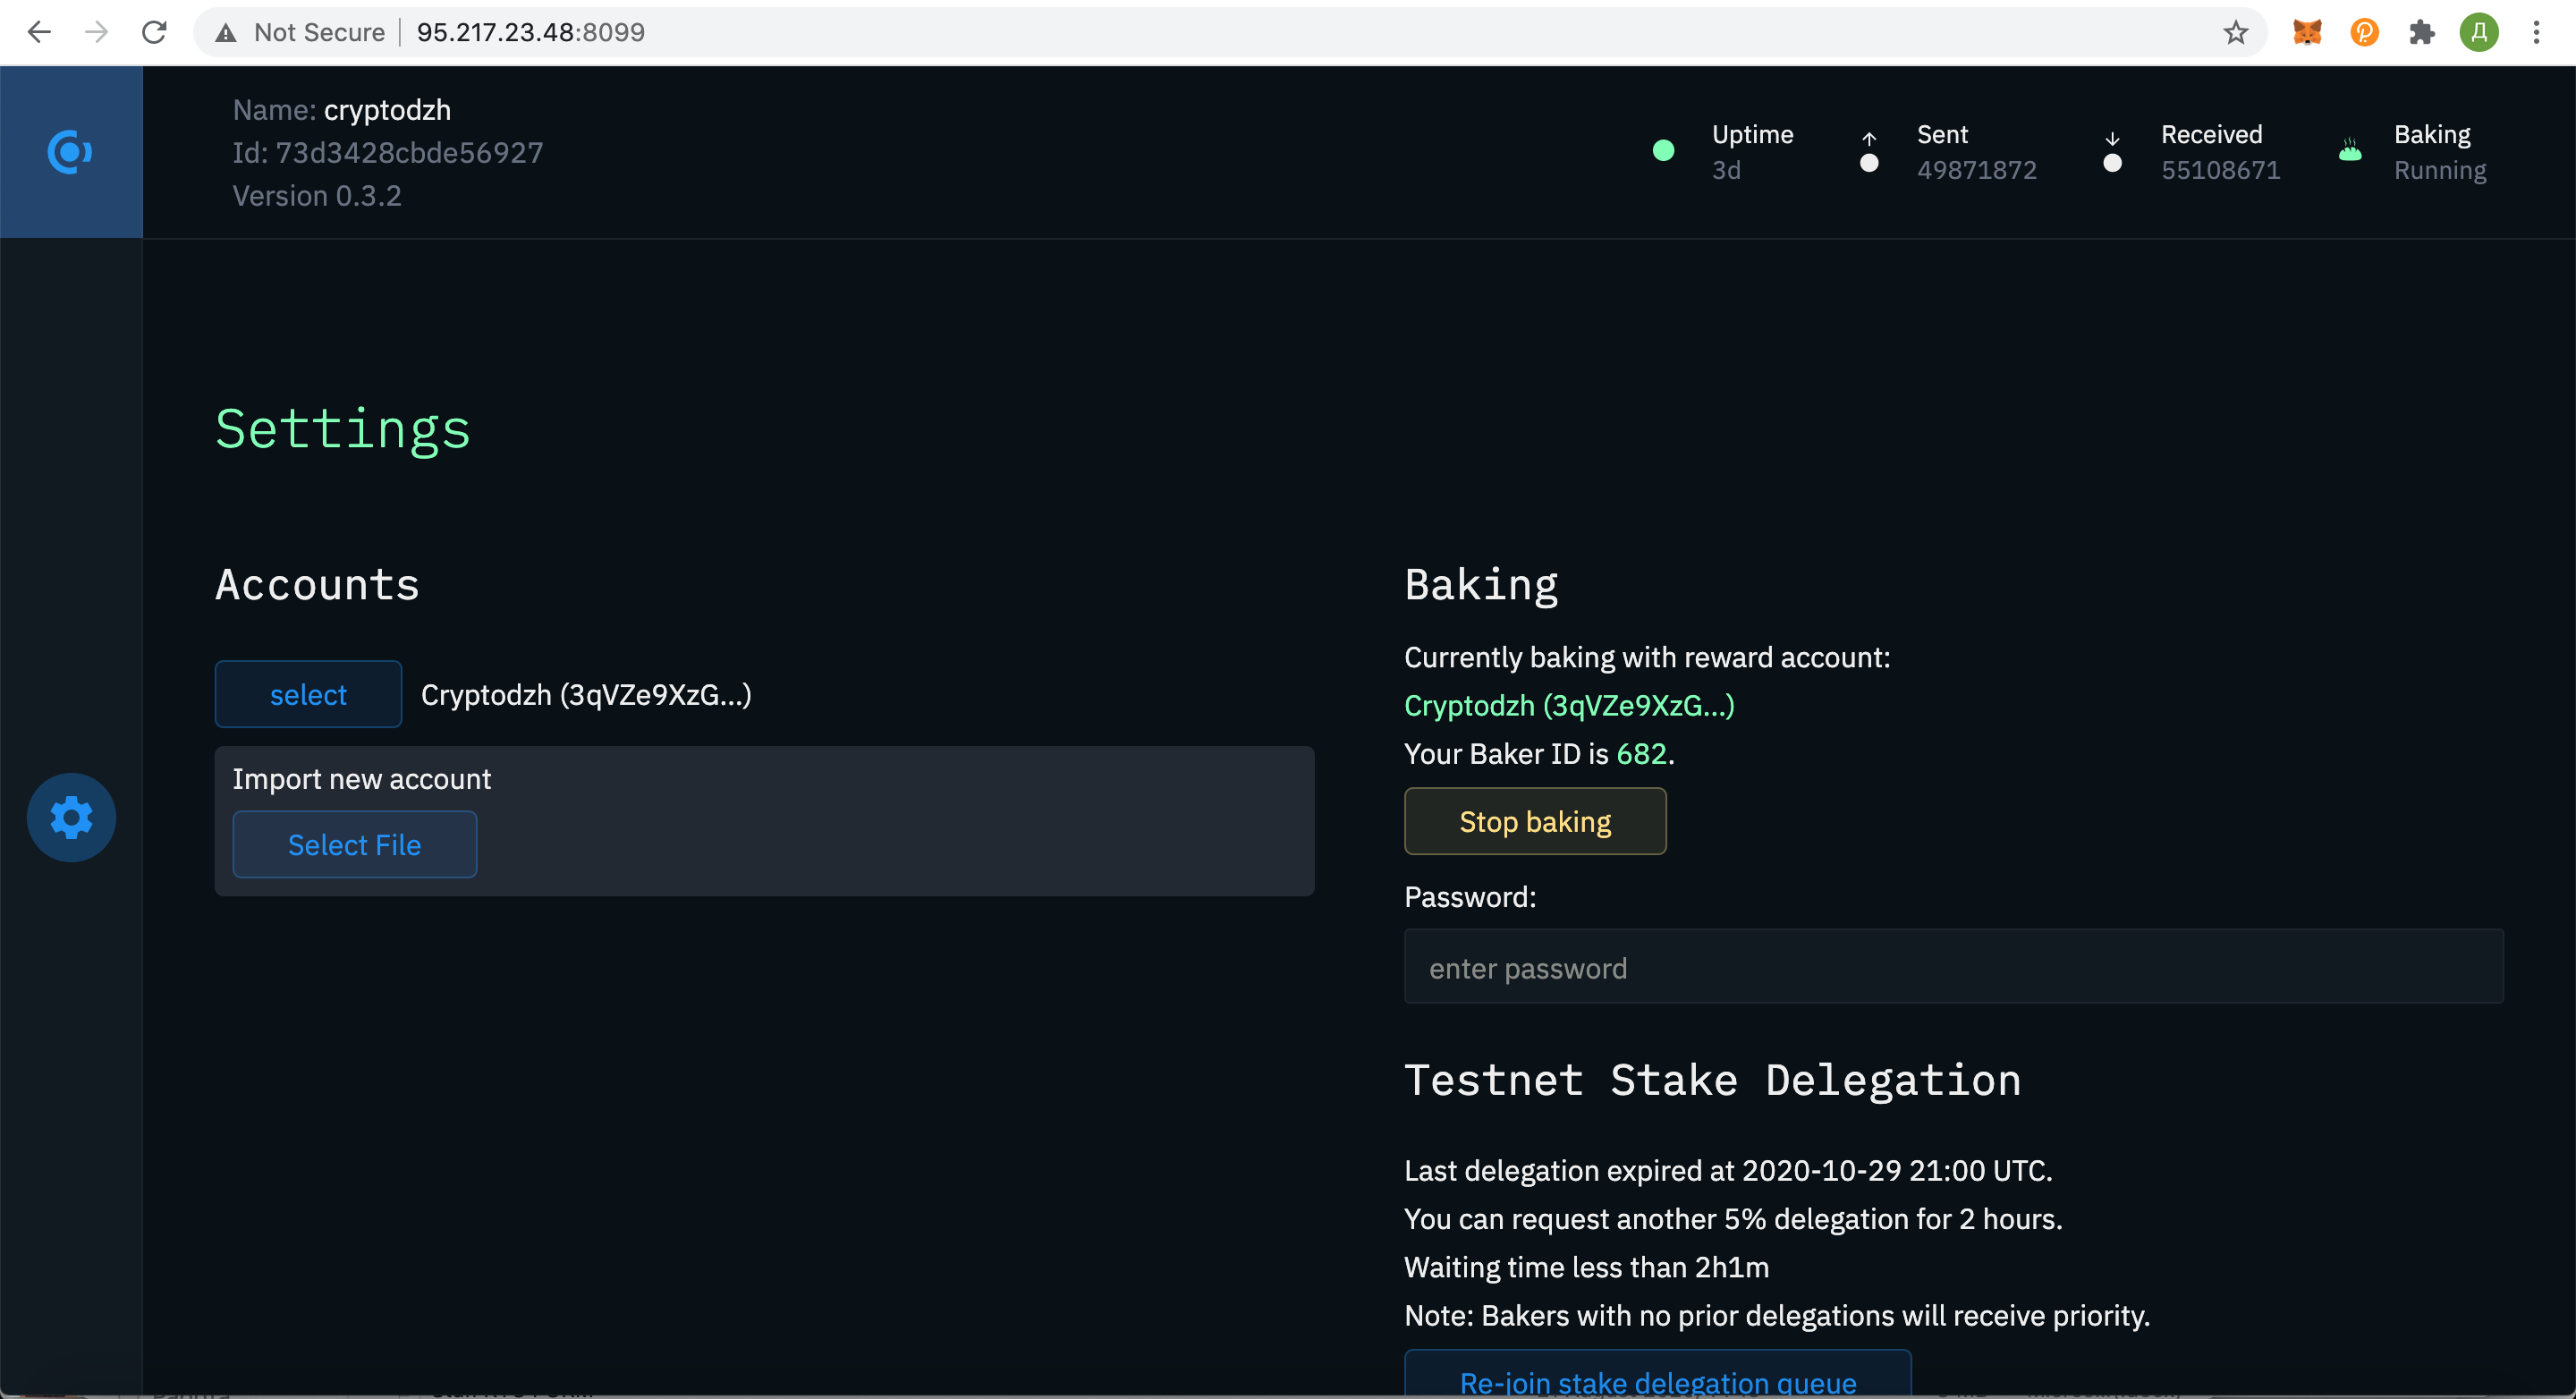 Not Secure | 95.217.23.48:8099
Д
Name: cryptodzh
Id: 73d3428cbde56927
Version 0.3.2
Uptime
3d
Sent
49871872
Received
55108671
Baking
Running
Settings
Accounts
select Cryptodzh (3qVZe9XzG...)
Import new account
Select File
Baking
Currently baking with reward account:
Cryptodzh (3qVZe9XzG...)
Your Baker ID is 682.
Stop baking
Password:
enter password
Testnet Stake Delegation
Last delegation expired at 2020-10-29 21:00 UTC.
You can request another 5% delegation for 2 hours.
Waiting time less than 2h1m
Note: Bakers with no prior delegations will receive priority.
Re-join stake delegation queue